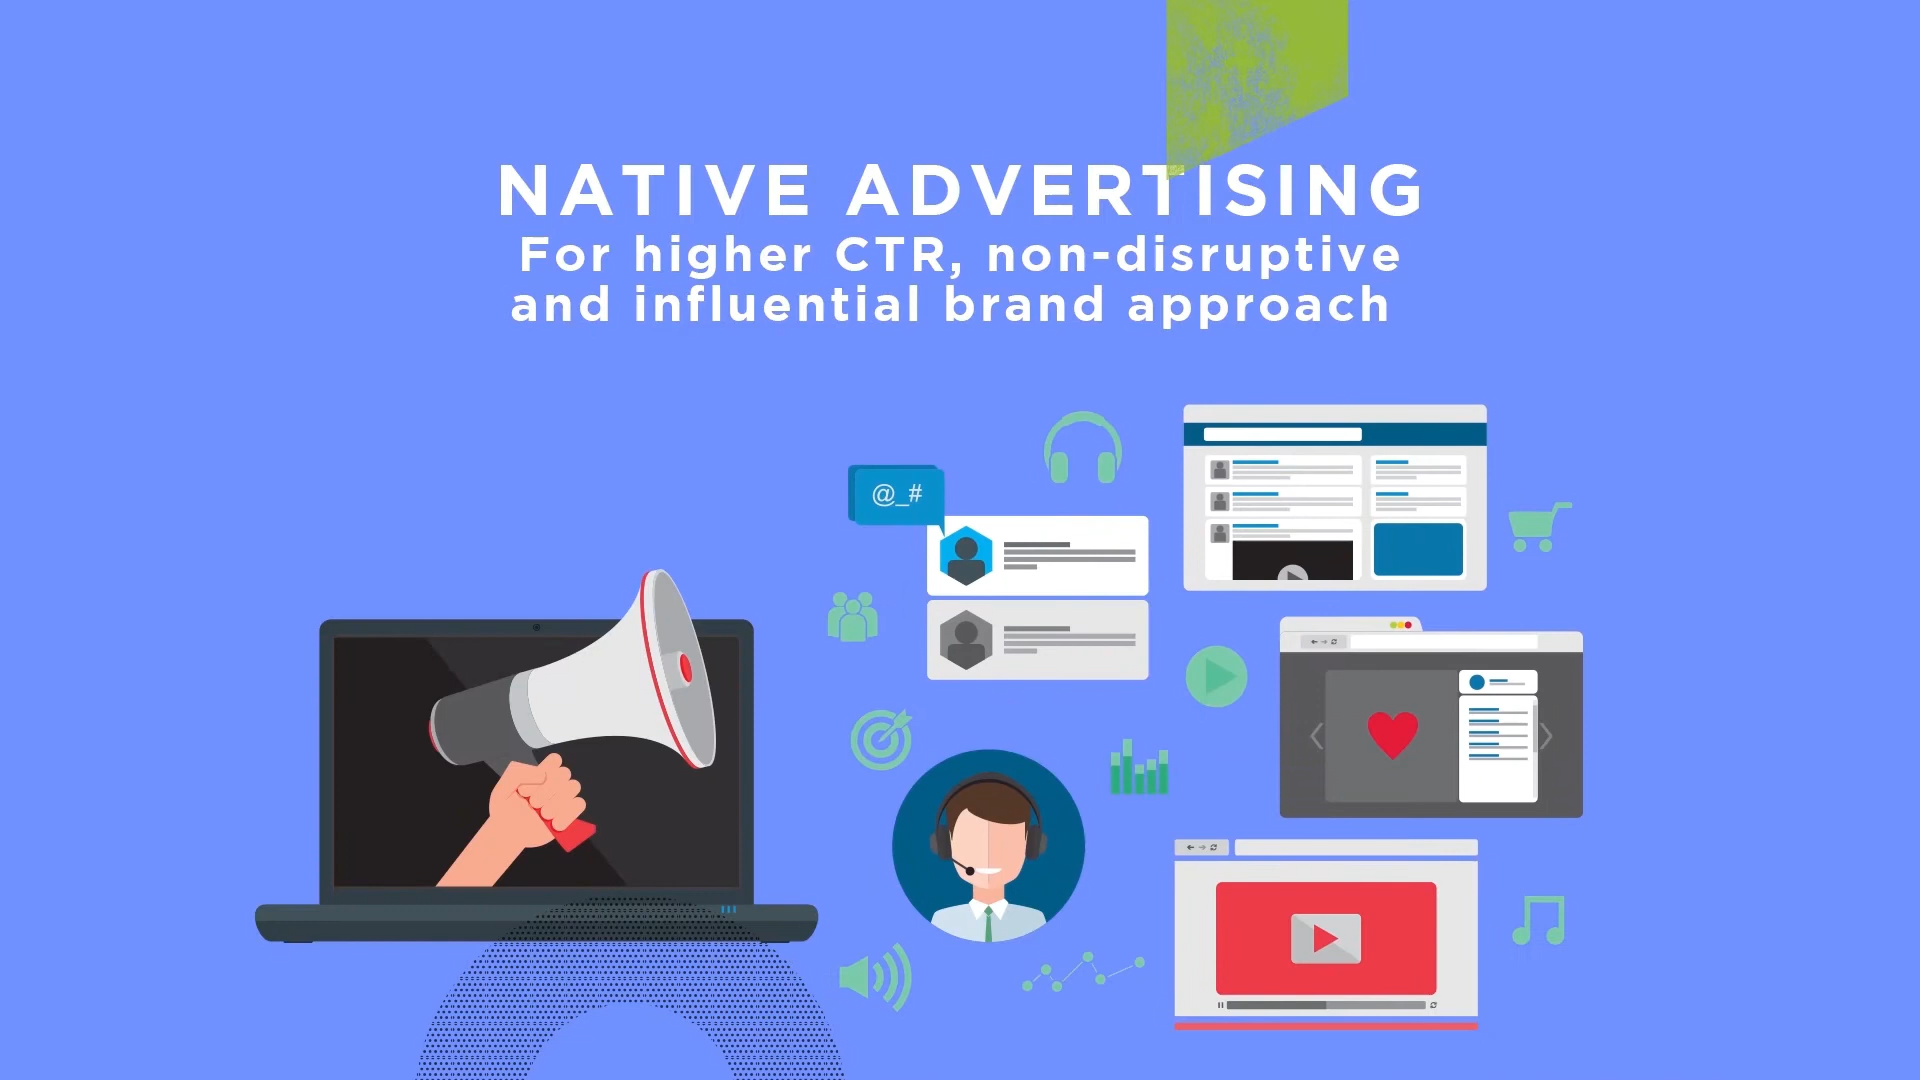 NATIVE ADVERTISING
For higher CTR, non-disruptive
and influential brand approach
@_#